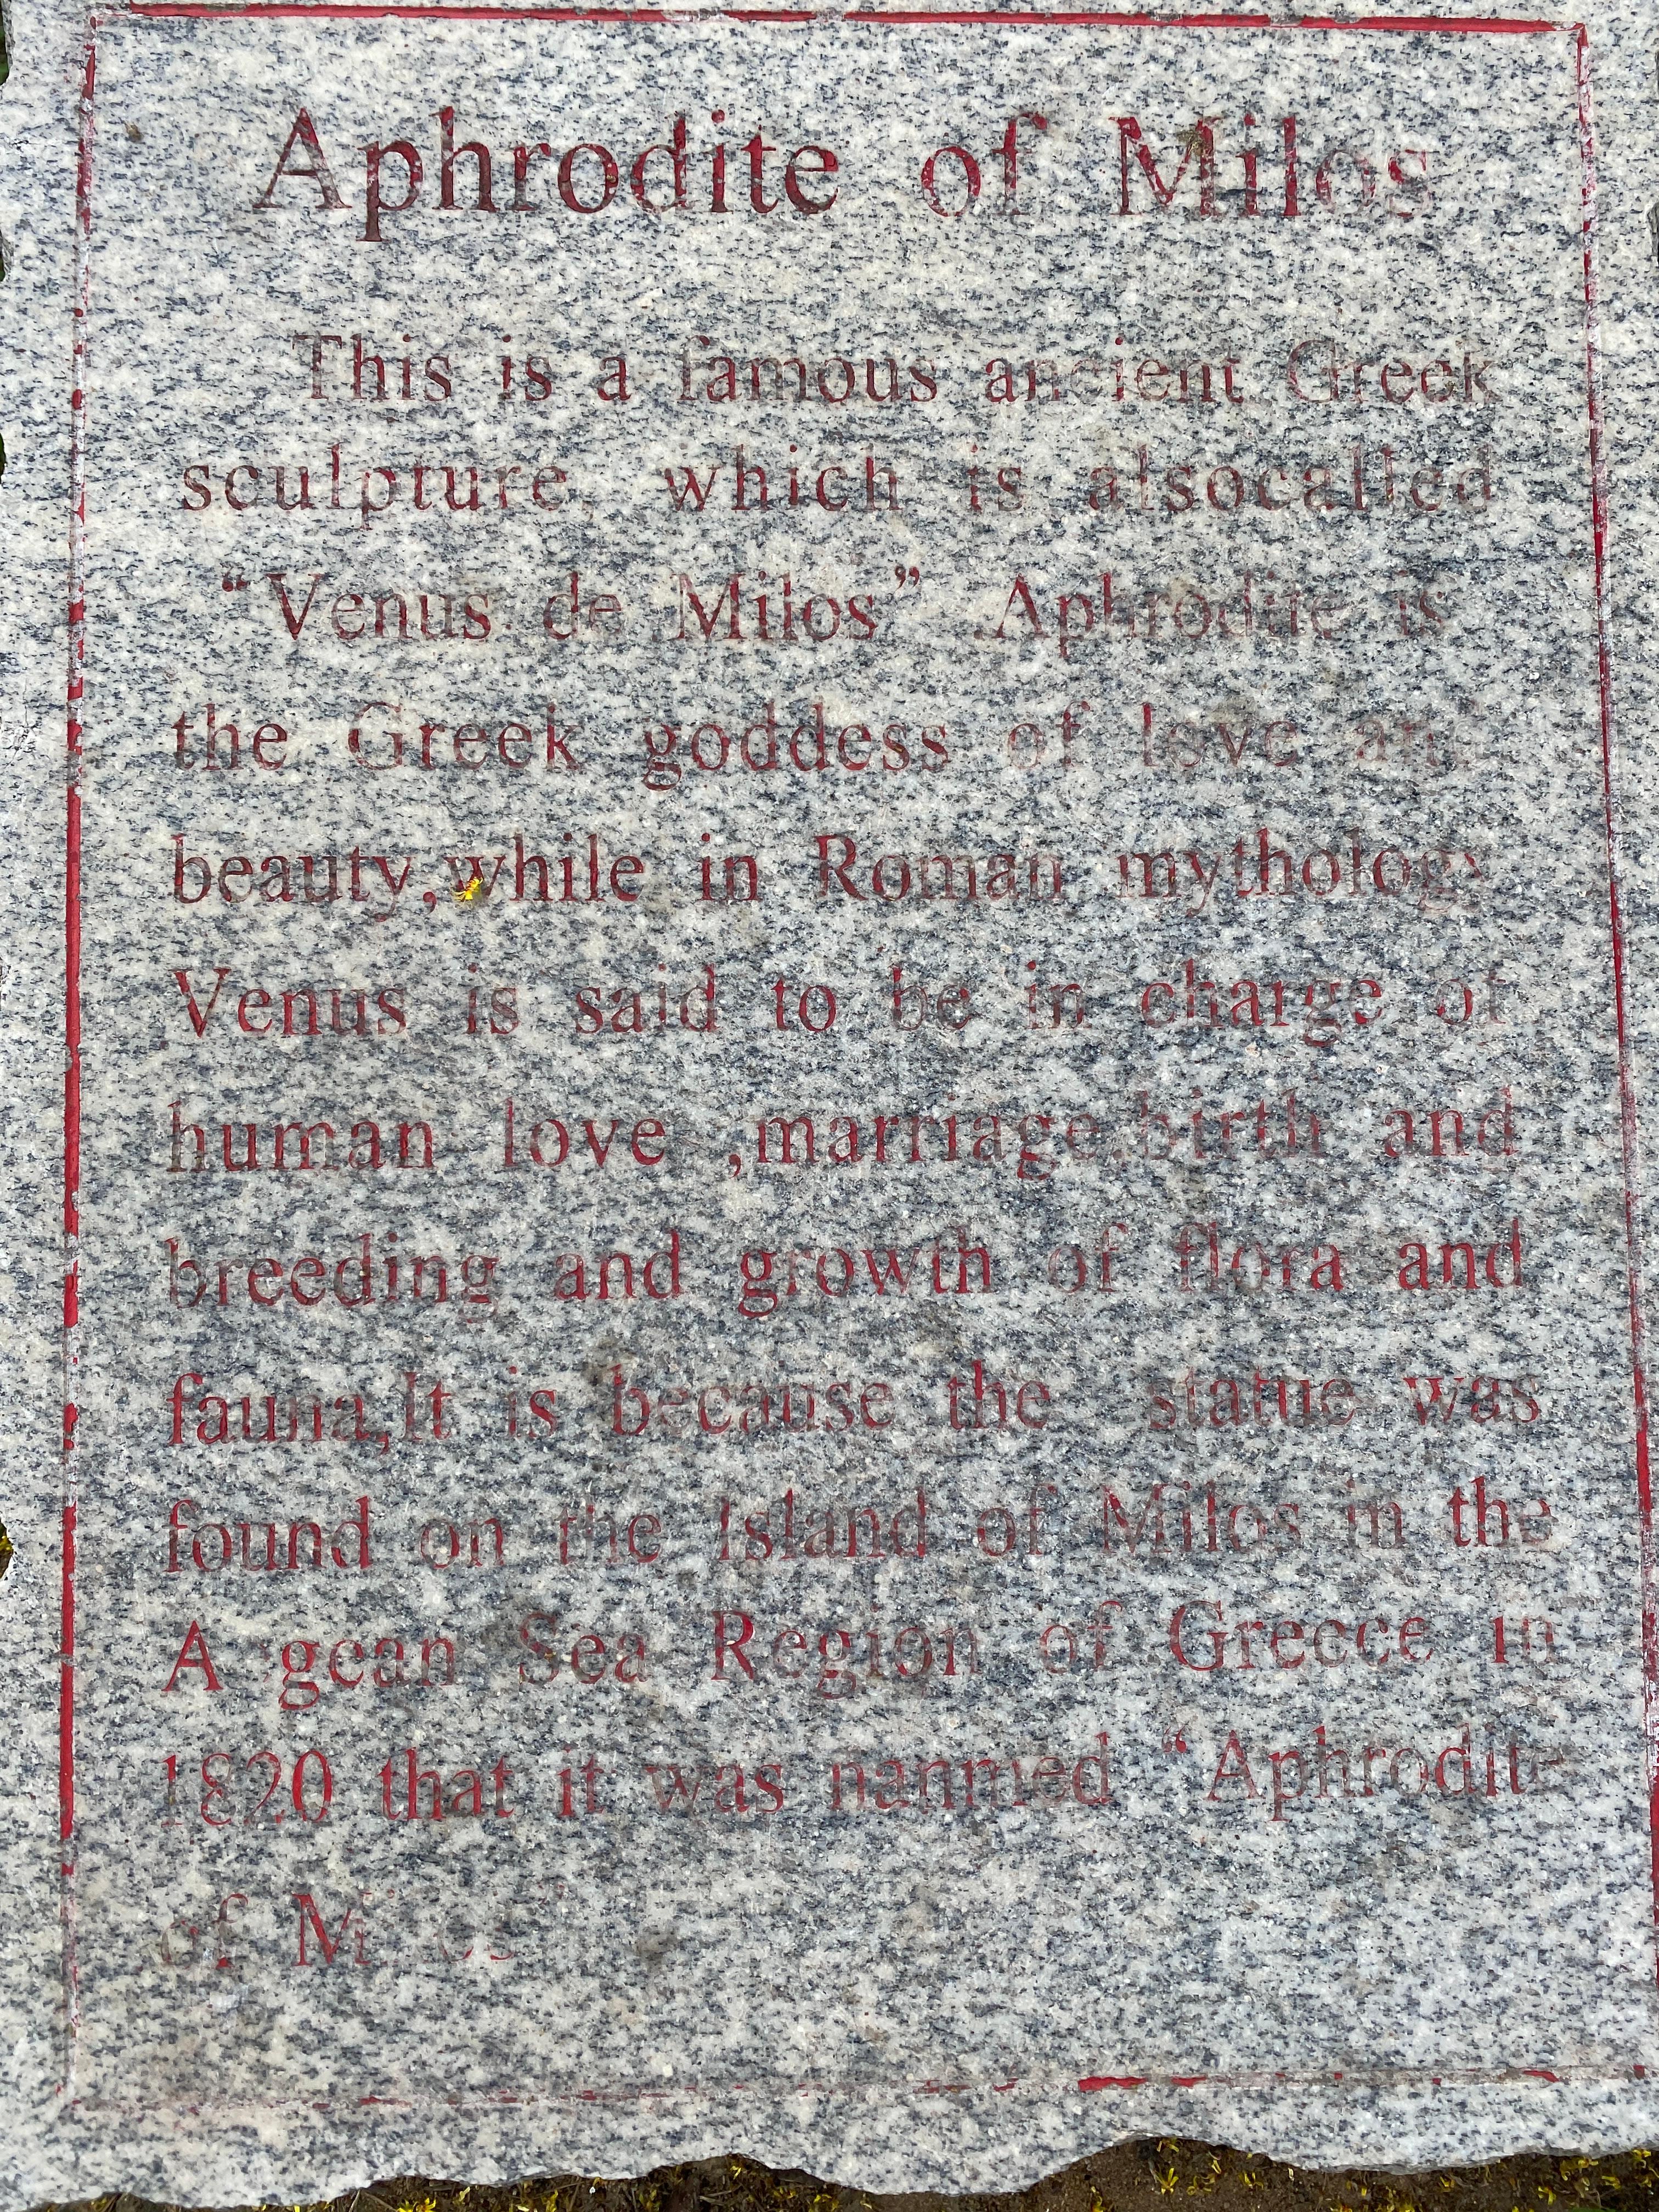 Aphrodite of Milos
This is a famous ancient Greek
sculpture, which is alsocalled
“Venus de Milos” .Aphrodite is
the Greek goddess of love and
beauty,while in Roman mythology
Venus is said to be in charge of
human love ,marriage.birth and
breeding and growth of flora and
fauna,It is because the statue was
found on the Island of Milos in the
A gean Sea Region of Greece in
1820 that it was nanmed “Aphrodite
of Milos